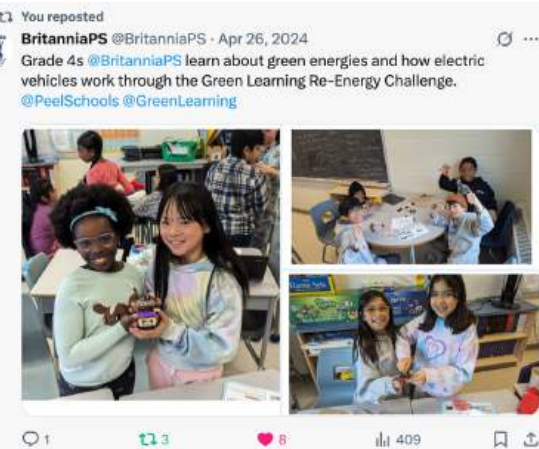 You reposted
BritanniaPS @BritanniaPS · Apr 26, 2024
Grade 4s @BritanniaPS learn about green energies and how electric
vehicles work through the Green Learning Re-Energy Challenge.
@PeelSchools @GreenLearning
1
3
8
409